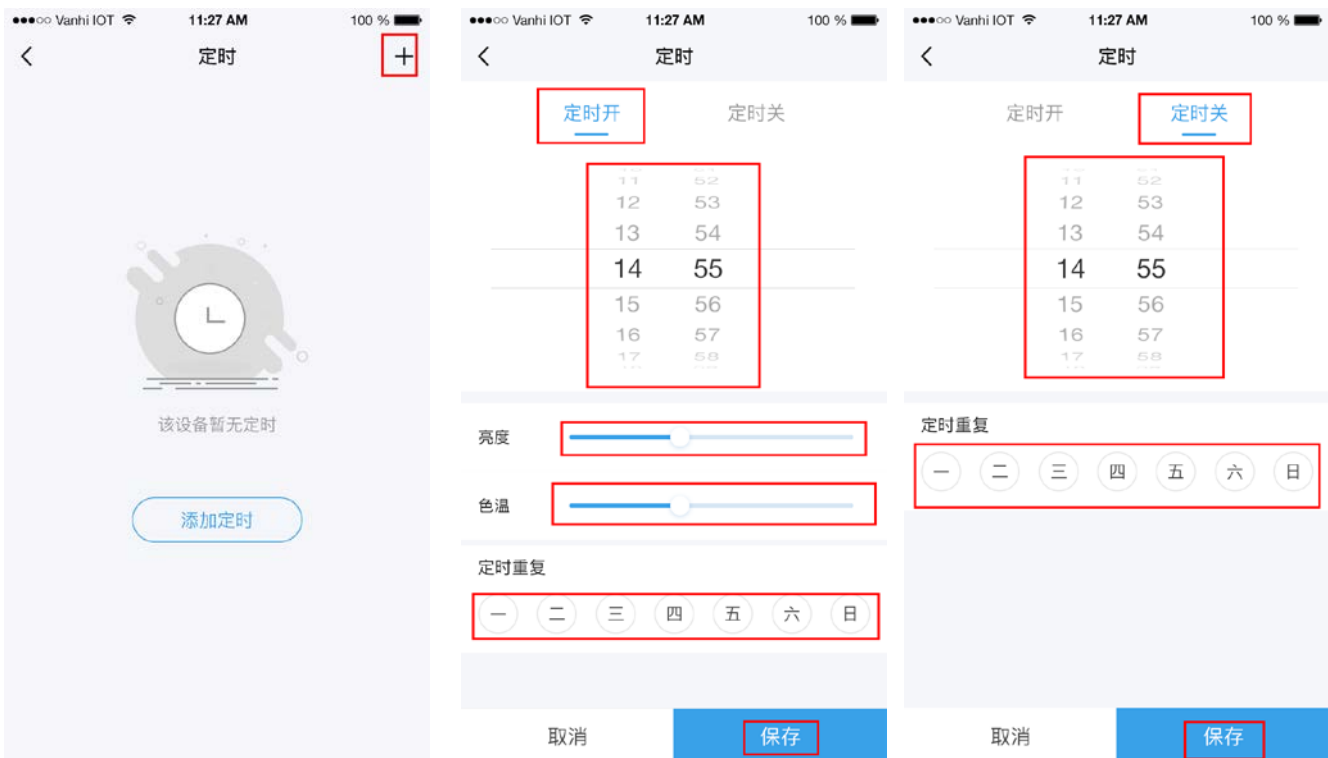 Vanhi IOT 11:27 AM 100 %
定时
该设备暂无定时
添加定时
Vanhi IOT 11:27 AM 100 %
定时
定时开 定时关
11 52
12 53
13 54
14 55
15 56
16 57
17 58
亮度
色温
定时重复
一 二 三 四 五 六 日
取消 保存
Vanhi IOT 11:27 AM 100 %
定时
定时开 定时关
11 52
12 53
13 54
14 55
15 56
16 57
17 58
定时重复
一 二 三 四 五 六 日
取消 保存